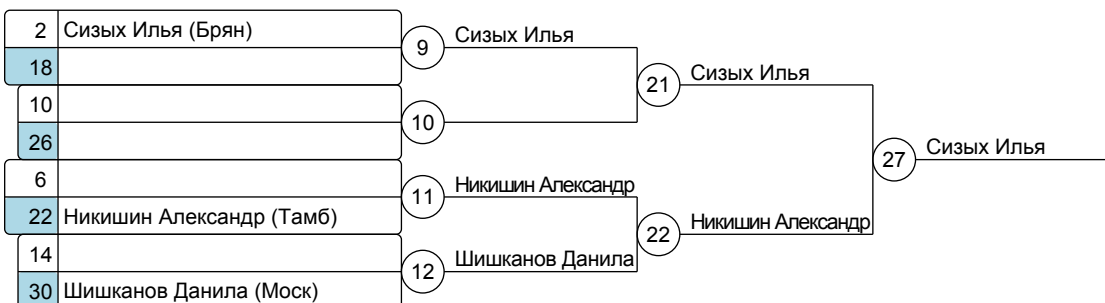 2 Сизых Илья (Брян)
18
9 Сизых Илья
10
26
10
21 Сизых Илья
6
22 Никишин Александр (Тамб)
11 Никишин Александр
14
30 Шишканов Данила (Моск)
12 Шишканов Данила
22 Никишин Александр
27 Сизых Илья